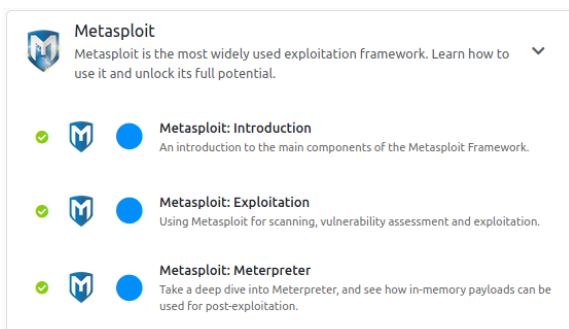 Metasploit
Metasploit is the most widely used exploitation framework. Learn how to
use it and unlock its full potential.
Metasploit: Introduction
An introduction to the main components of the Metasploit Framework.
Metasploit: Exploitation
Using Metasploit for scanning, vulnerability assessment and exploitation.
Metasploit: Meterpreter
Take a deep dive into Meterpreter, and see how in-memory payloads can be
used for post-exploitation.